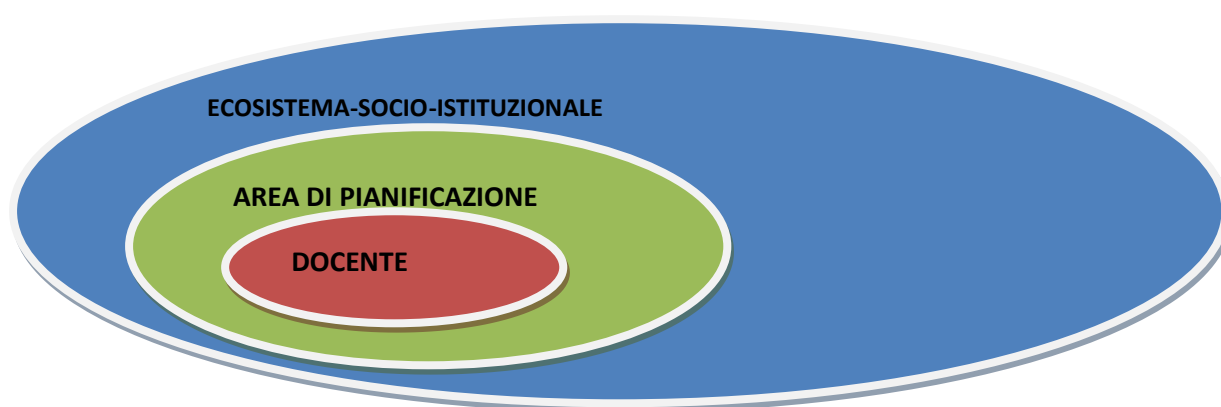 ECOSISTEMA-SOCIO-ISTITUZIONALE
AREA DI PIANIFICAZIONE
DOCENTE